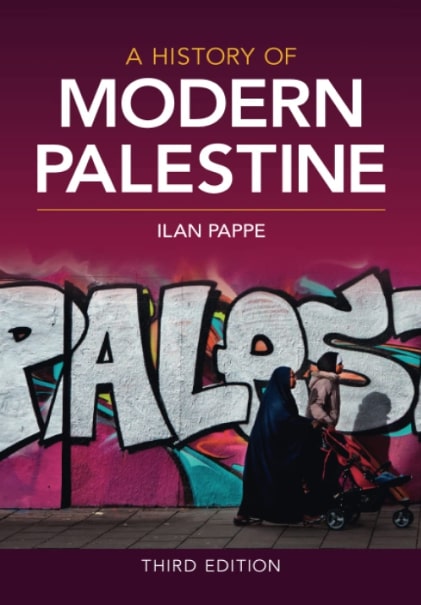 A HISTORY OF
MODERN
PALESTINE
ILAN PAPPE
PALES
THIRD EDITION